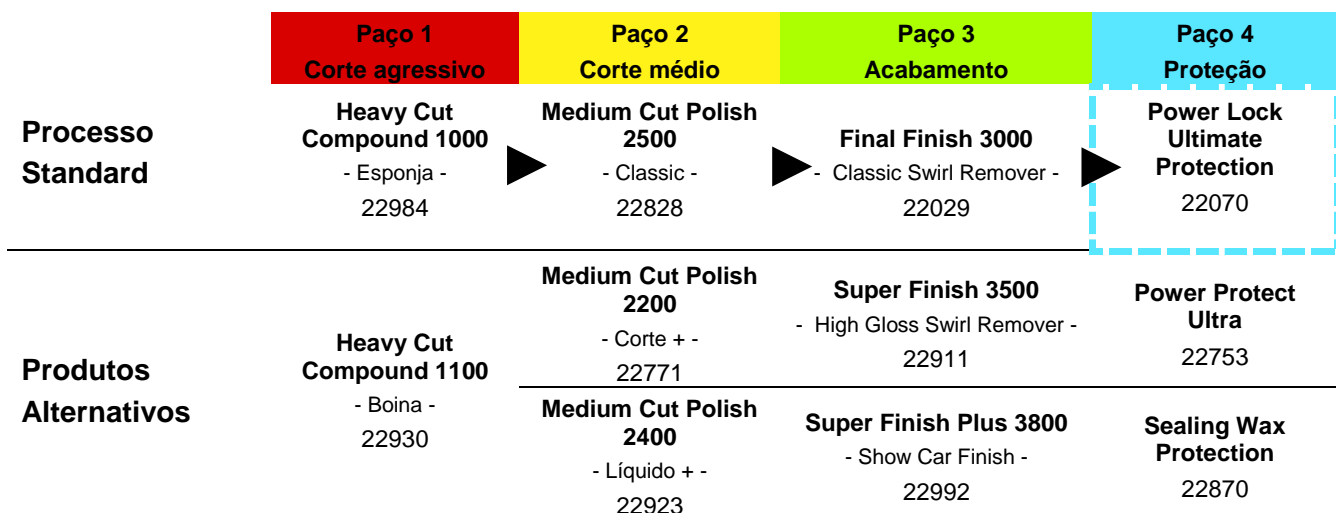 Paço 1
Corte agressivo
Paço 2
Corte médio
Paço 3
Acabamento
Paço 4
Proteção
Processo
Standard
Heavy Cut
Compound 1000
- Esponja -
22984
Medium Cut Polish
2500
- Classic -
22828
Final Finish 3000
- Classic Swirl Remover -
22029
Power Lock
Ultimate
Protection
22070
Produtos
Alternativos
Heavy Cut
Compound 1100
- Boina -
22930
Medium Cut Polish
2200
- Corte + -
22771
Super Finish 3500
- High Gloss Swirl Remover -
22911
Power Protect
Ultra
22753
Medium Cut Polish
2400
- Líquido + -
22923
Super Finish Plus 3800
- Show Car Finish -
22992
Sealing Wax
Protection
22870